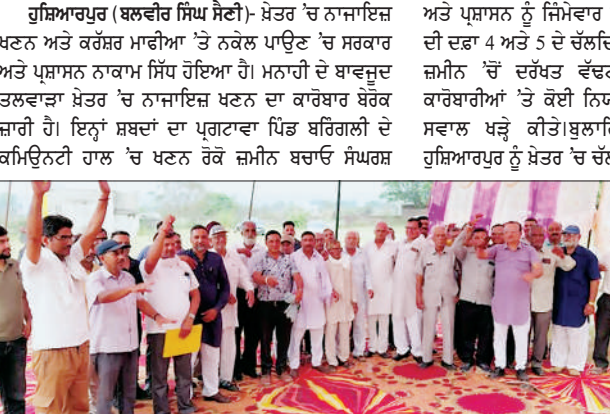 ਹੁਸ਼ਿਆਰਪੁਰ (ਬਲਵੀਰ ਸਿੰਘ ਸੈਣੀ)- ਖ਼ੇਤਰ 'ਚ ਨਾਜਾਇਜ਼
ਖਣਨ ਅਤੇ ਕਰੱਸ਼ਰ ਮਾਫੀਆ 'ਤੇ ਨਕੇਲ ਪਾਉਣ 'ਚ ਸਰਕਾਰ
ਅਤੇ ਪ੍ਰਸ਼ਾਸਨ ਨਾਕਾਮ ਸਿੱਧ ਹੋਇਆ ਹੈ। ਮਨਾਹੀ ਦੇ ਬਾਵਜੂਦ
ਤਲਵਾੜਾ ਖ਼ੇਤਰ 'ਚ ਨਾਜਾਇਜ਼ ਖਣਨ ਦਾ ਕਾਰੋਬਾਰ ਬੇਰੋਕ
ਜ਼ਾਰੀ ਹੈ। ਇਨ੍ਹਾਂ ਸ਼ਬਦਾਂ ਦਾ ਪ੍ਰਗਟਾਵਾ ਪਿੰਡ ਬਰਿੰਗਲੀ ਦੇ
ਕਮਿਉਨਟੀ ਹਾਲ 'ਚ ਖਣਨ ਰੋਕੋ ਜ਼ਮੀਨ ਬਚਾਓ ਸੰਘਰਸ਼
ਅਤੇ ਪ੍ਰਸ਼ਾਸਨ ਨੂੰ ਜਿੰਮੇਵਾਰ
ਦੀ ਦਫ਼ਾ 4 ਅਤੇ 5 ਦੇ
ਜ਼ਮੀਨ 'ਚੋਂ ਦਰੱਖਤ
ਕਾਰੋਬਾਰੀਆਂ 'ਤੇ ਕੋਈ
ਸਵਾਲ ਖੜ੍ਹੇ ਕੀਤੇ।
ਹੁਸ਼ਿਆਰਪੁਰ ਨੂੰ ਖ਼ੇਤਰ 'ਚ